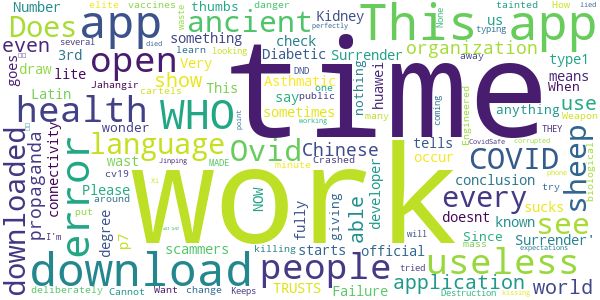 Number elite vaccines thumbs danger check Kidney tainted How None lied
Does app ancient This app
even several died 3rd something us
goes draw lite open learn looking Very Asthmatic Diabetic Surrender organization typing away
Jahangir show DND perfectly
Latin This cartels say one public nothing huawei many type1 means When
health WHO sometimes time coming anything use
wonder tells Engineered Weapon
language Ovid Chinese occur COVID sheep
downloaded propaganda connectivity error wast Crashed THEY biological
Please MADE NOW minute able developer conclusion try every
cv19 around degree fully giving doesnt see
put p7 scammers starts official known Since sucks Surrender'
I'm killing Failure will mass
download people work useless
deliberately Cannot Want change Keeps TRUSTS tried application world
Jinping Xi point working CovidSafe corrupted phone expectations Destruction